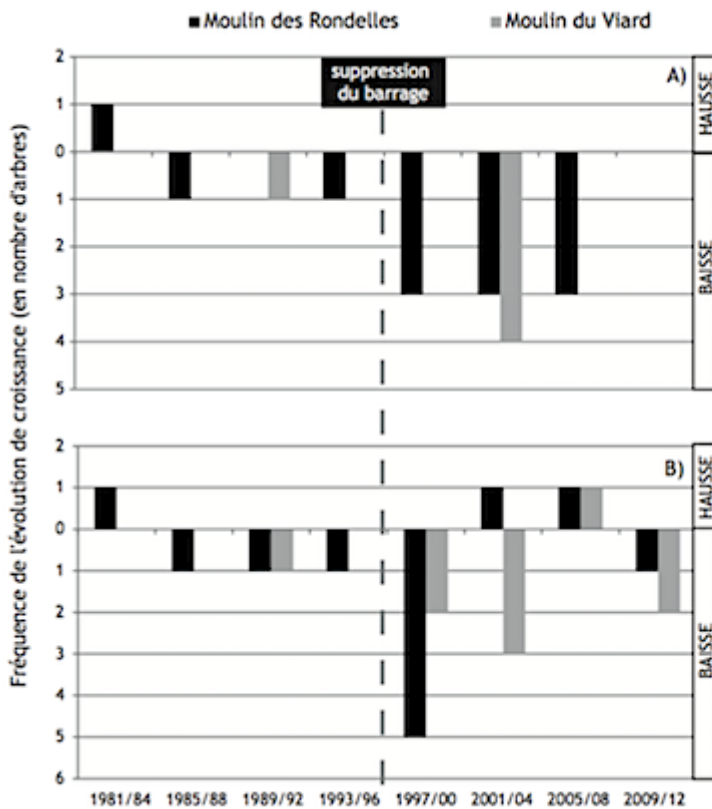 Moulin des Rondelles Moulin du Viard
Fréquence de l'évolution de croissance (en nombre d'arbres)
2
1
0
1
2
3
4
5
suppression
du barrage
A)
HAUSSE
BAISSE
2
1
0
1
2
3
4
5
6
B)
HAUSSE
BAISSE
1981/84 1985/88 1989/92 1993/96 1997/00 2001/04 2005/08 2009/12